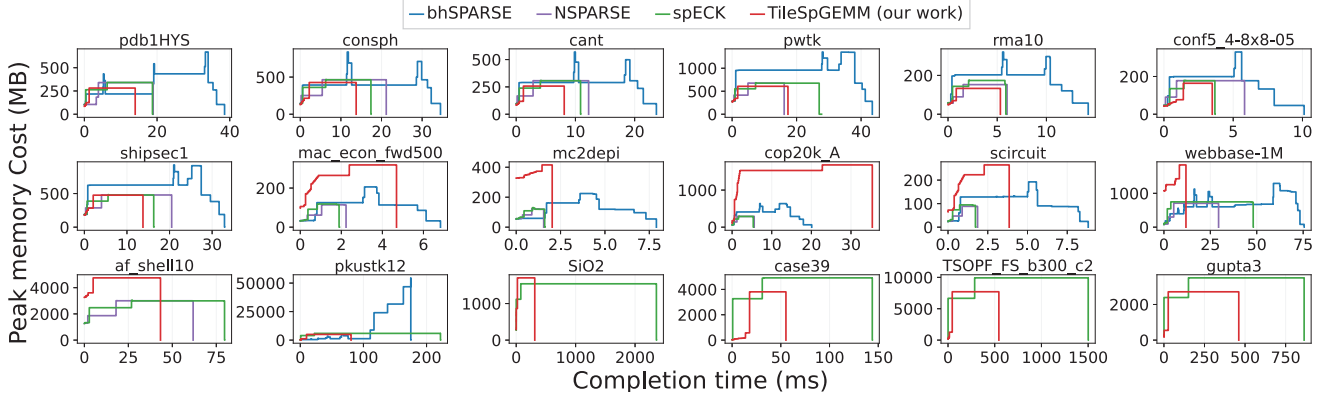 bhSPARSE NSPARSE spECK TileSpGEMM (our work)
Peak memory Cost (MB)
pdb1HYS consph cant pwtk rma10 conf5_4-8x8-05
500 250 0
500 0
500 250 0
1000 500 0
200 0
200 0
0 20 40
0 10 20 30
0 10 20
0 20 40
0 5 10
0 5 10
shipsec1 mac_econ_fwd500 mc2depi cop20k_A scircuit webbase-1M
500 0
200 0
400 200 0
1500 1000 500 0
200 100 0
1000 0
0 10 20 30
0 2 4 6
0.0 2.5 5.0 7.5
0 10 20 30
0.0 2.5 5.0 7.5
0 25 50 75
af_shell10 pkustk12 SiO2 case39 TSOPF_FS_b300_c2 gupta3
4000 2000 0
50000 25000 0
1000 0
4000 2000 0
10000 5000 0
2000 0
0 25 50 75
0 100 200
0 1000 2000
0 50 100 150
0 500 1000 1500
0 250 500 750
Completion time (ms)